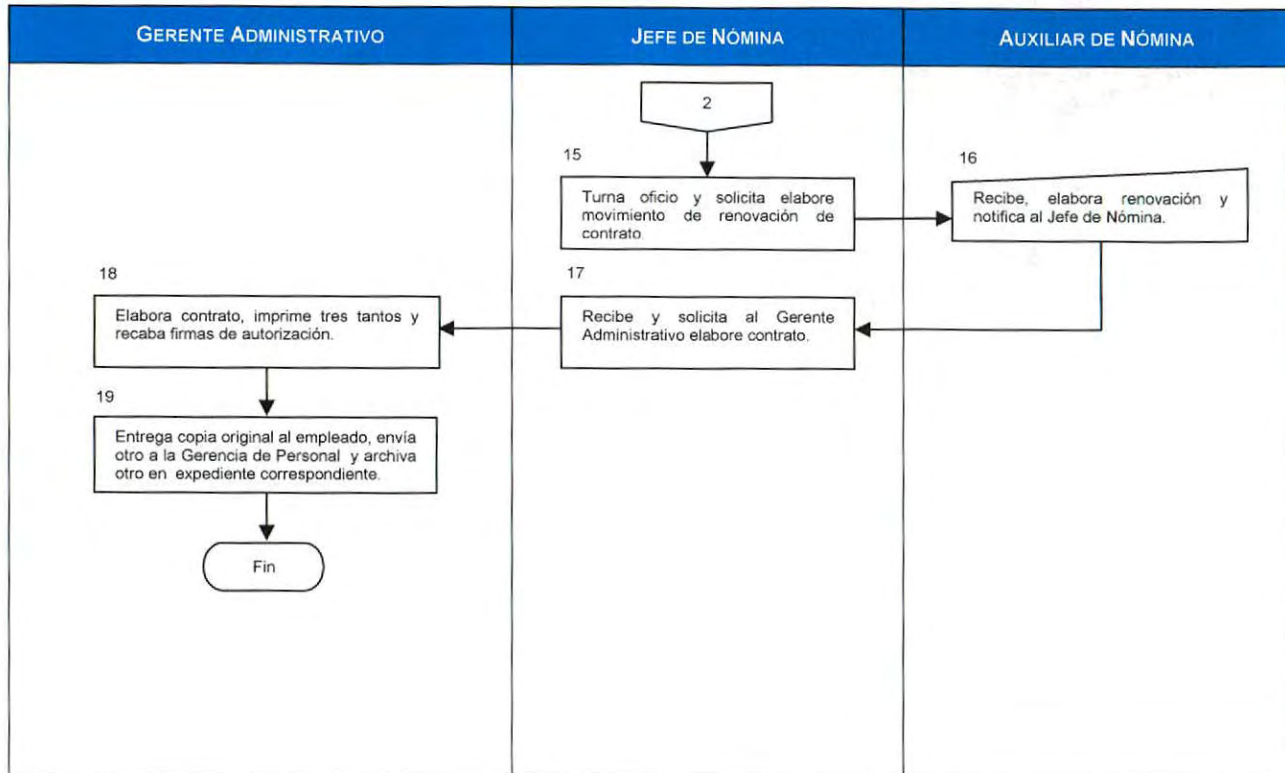 GERENTE ADMINISTRATIVO
JEFE DE NÓMINA
AUXILIAR DE NÓMINA
2
15
Turna oficio y solicita elabore
movimiento de renovación de
contrato.
16
Recibe, elabora renovación y
notifica al Jefe de Nómina.
17
Recibe y solicita al Gerente
Administrativo elabore contrato.
18
Elabora contrato, imprime tres tantos y
recaba firmas de autorización.
19
Entrega copia original al empleado, envía
otro a la Gerencia de Personal y archiva
otro en expediente correspondiente.
Fin